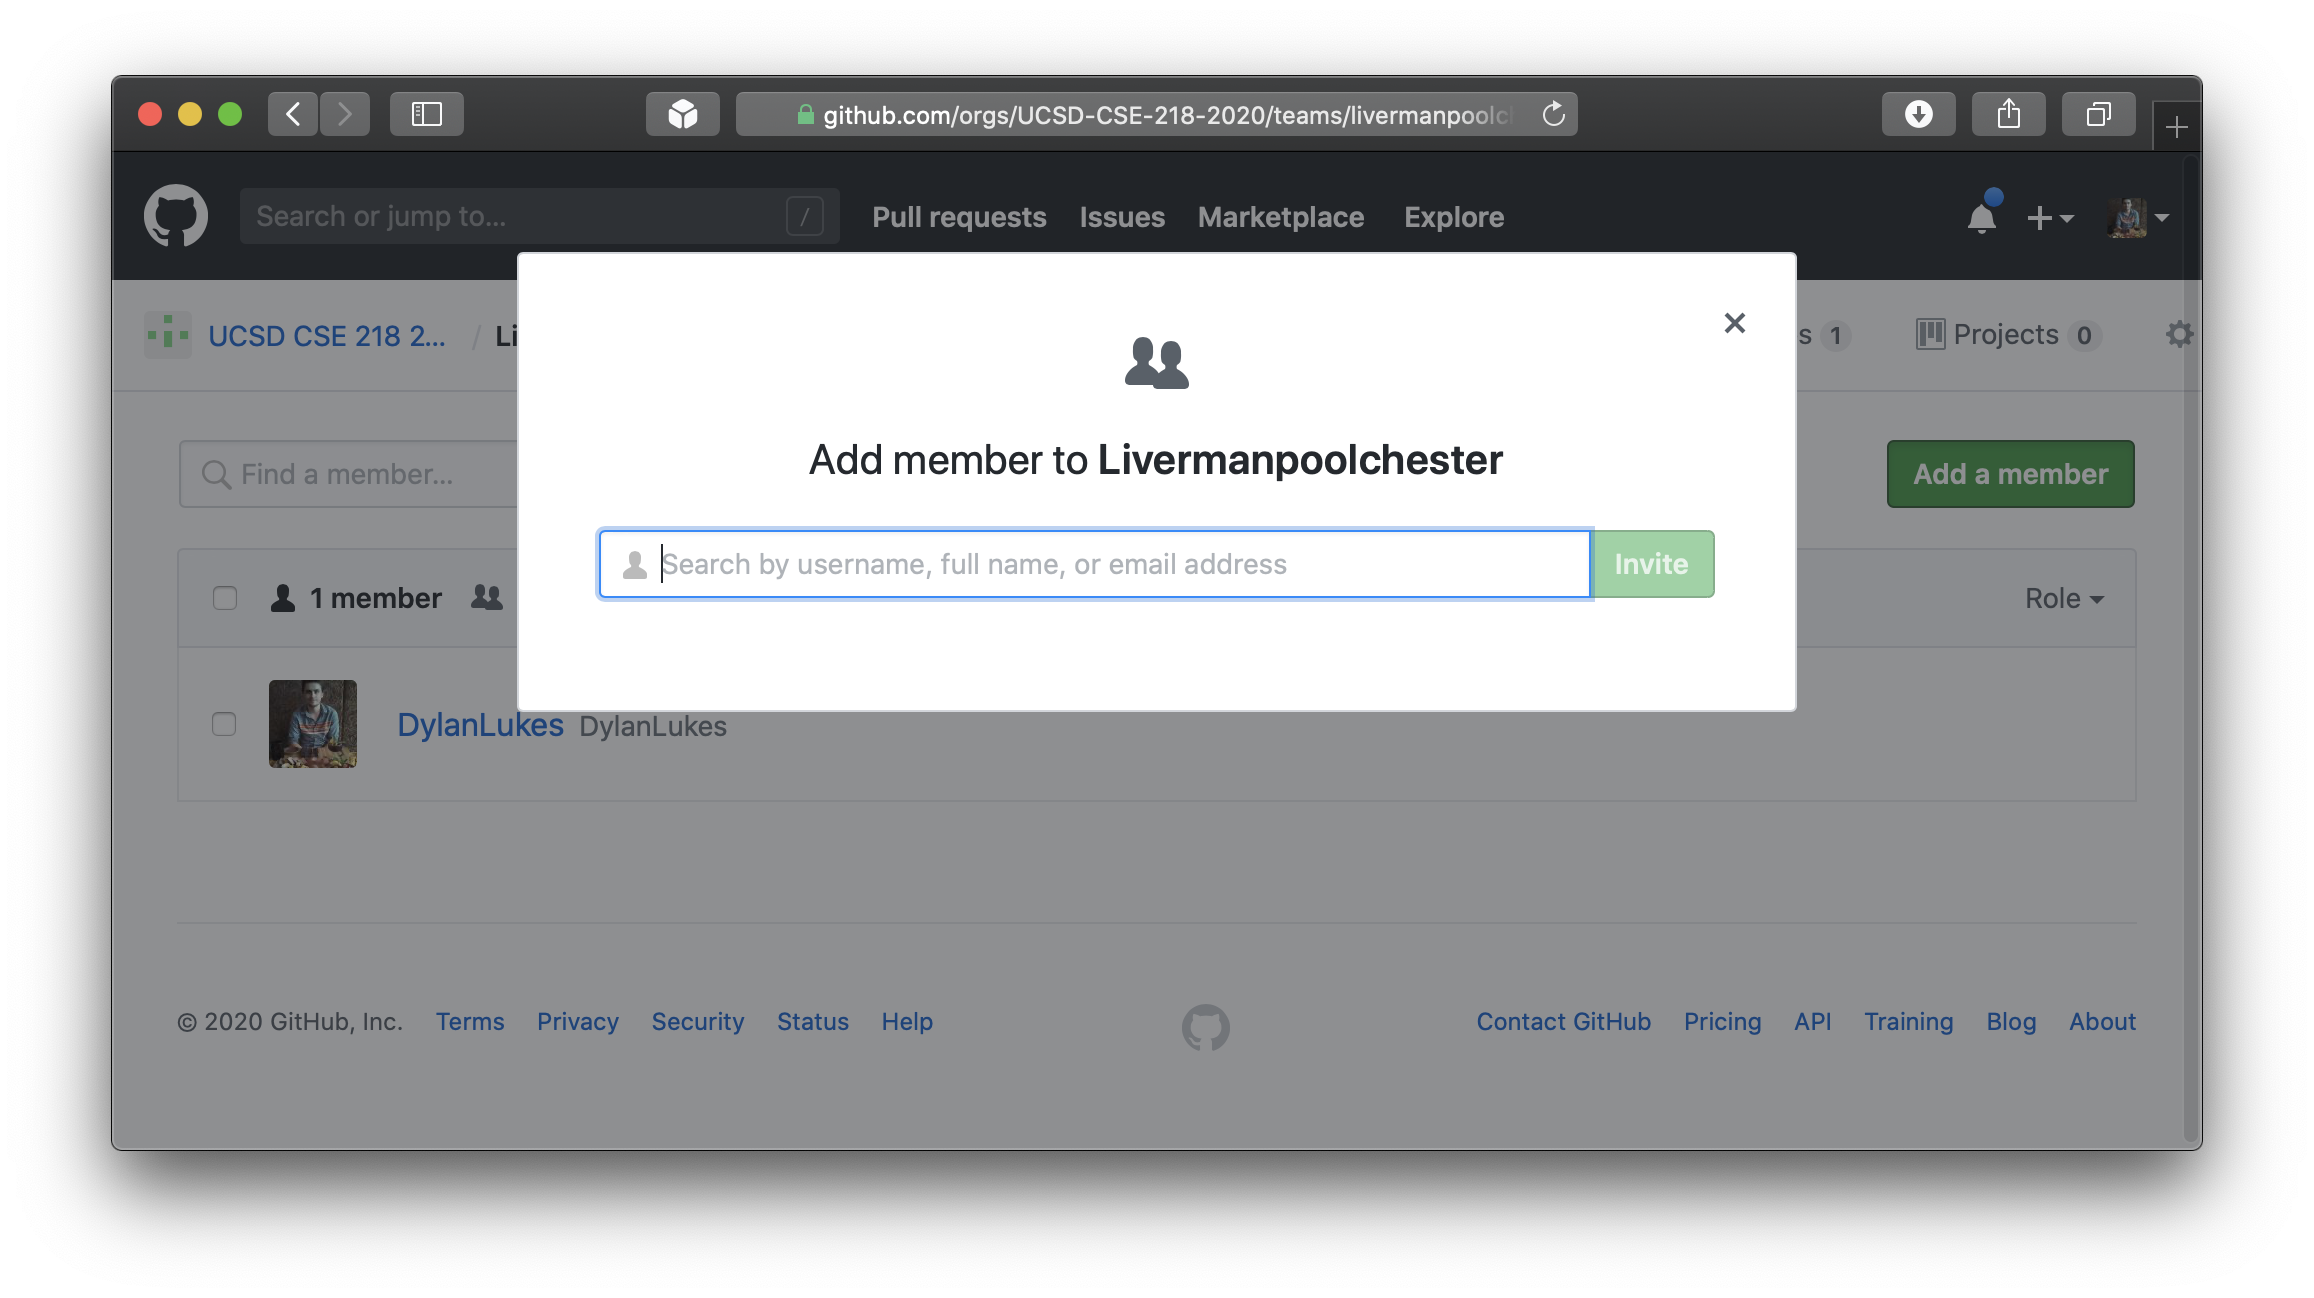 github.com/orgs/UCSD-CSE-218-2020/teams/livermanpoolc
Search or jump to...
/
Pull requests
Issues
Marketplace
Explore
UCSD CSE 218 2... / Li
s 1
Projects 0
Add member to Livermanpoolchester
Find a member...
Add a member
Search by username, full name, or email address
Invite
1 member
Role
DylanLukes DylanLukes
© 2020 GitHub, Inc. Terms Privacy Security Status Help
Contact GitHub Pricing API Training Blog About